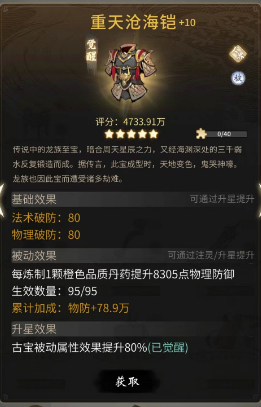 重天沧海铠+10
觉醒
评分：4733.91万
0/40
传说中的龙族至宝，暗合周天星辰之力，又经海渊深处的三千弱
水反复锻造而成。据传言，此宝成型时，天地变色，鬼哭神嚎。
龙族也因此宝而遭受诸多劫难。
基础效果 可通过升星提升
法术破防：80
物理破防：80
被动效果 可通过注灵/升星提升
每炼制1颗橙色品质丹药提升8305点物理防御
生效数量：95/95
累计加成：物防+78.9万
升星效果
古宝被动属性效果提升80%(已觉醒)
获取